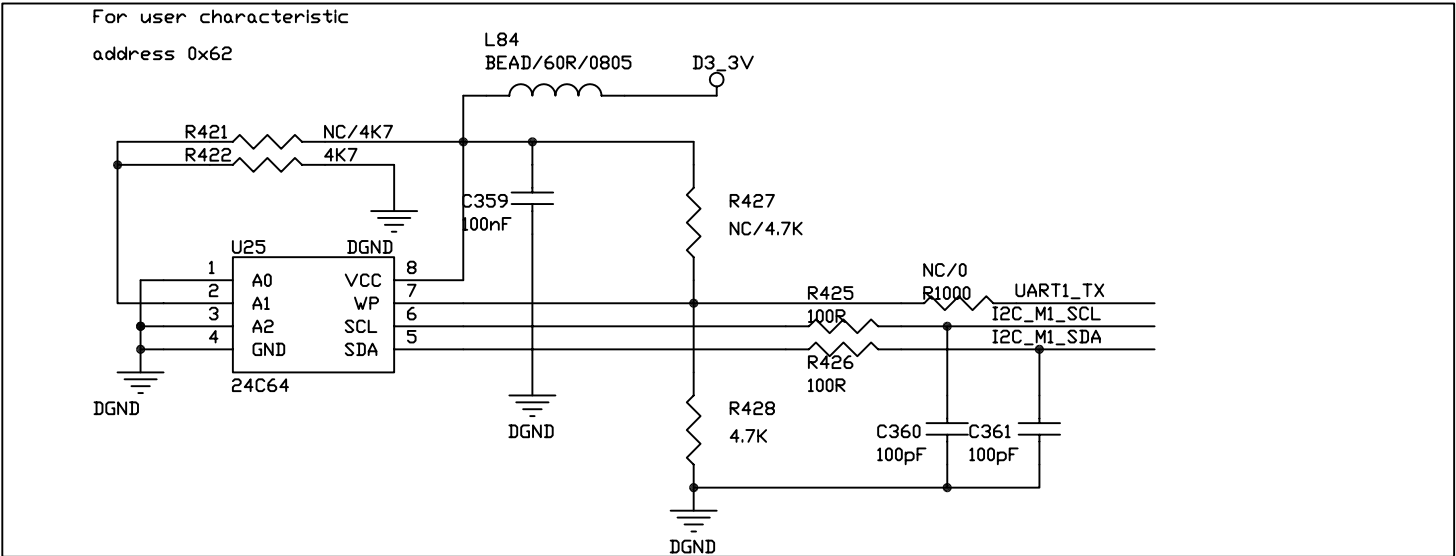 For user characteristic
address 0x62
L84
BEAD/60R/0805
D3_3V
R421
NC/4K7
R422
4K7
C359
100nF
R427
NC/4.7K
U25
DGND
1
A0
VCC
8
2
A1
WP
7
3
A2
SCL
6
4
GND
SDA
5
24C64
DGND
DGND
NC/0
R1000
UART1_TX
R425
100R
I2C_M1_SCL
I2C_M1_SDA
R426
100R
R428
4.7K
C360
100pF
C361
100pF
DGND